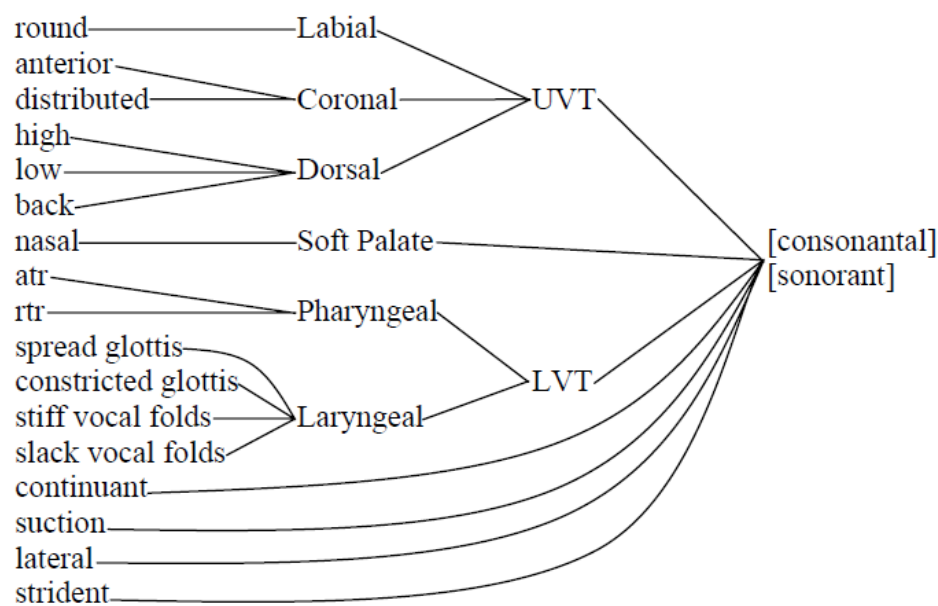 round Labial
anterior
distributed Coronal UVT
high
low Dorsal
back
nasal Soft Palate [consonantal]
atr [sonorant]
rtr Pharyngeal
spread glottis
constricted glottis LVT
stiff vocal folds Laryngeal
slack vocal folds
continuant
suction
lateral
strident